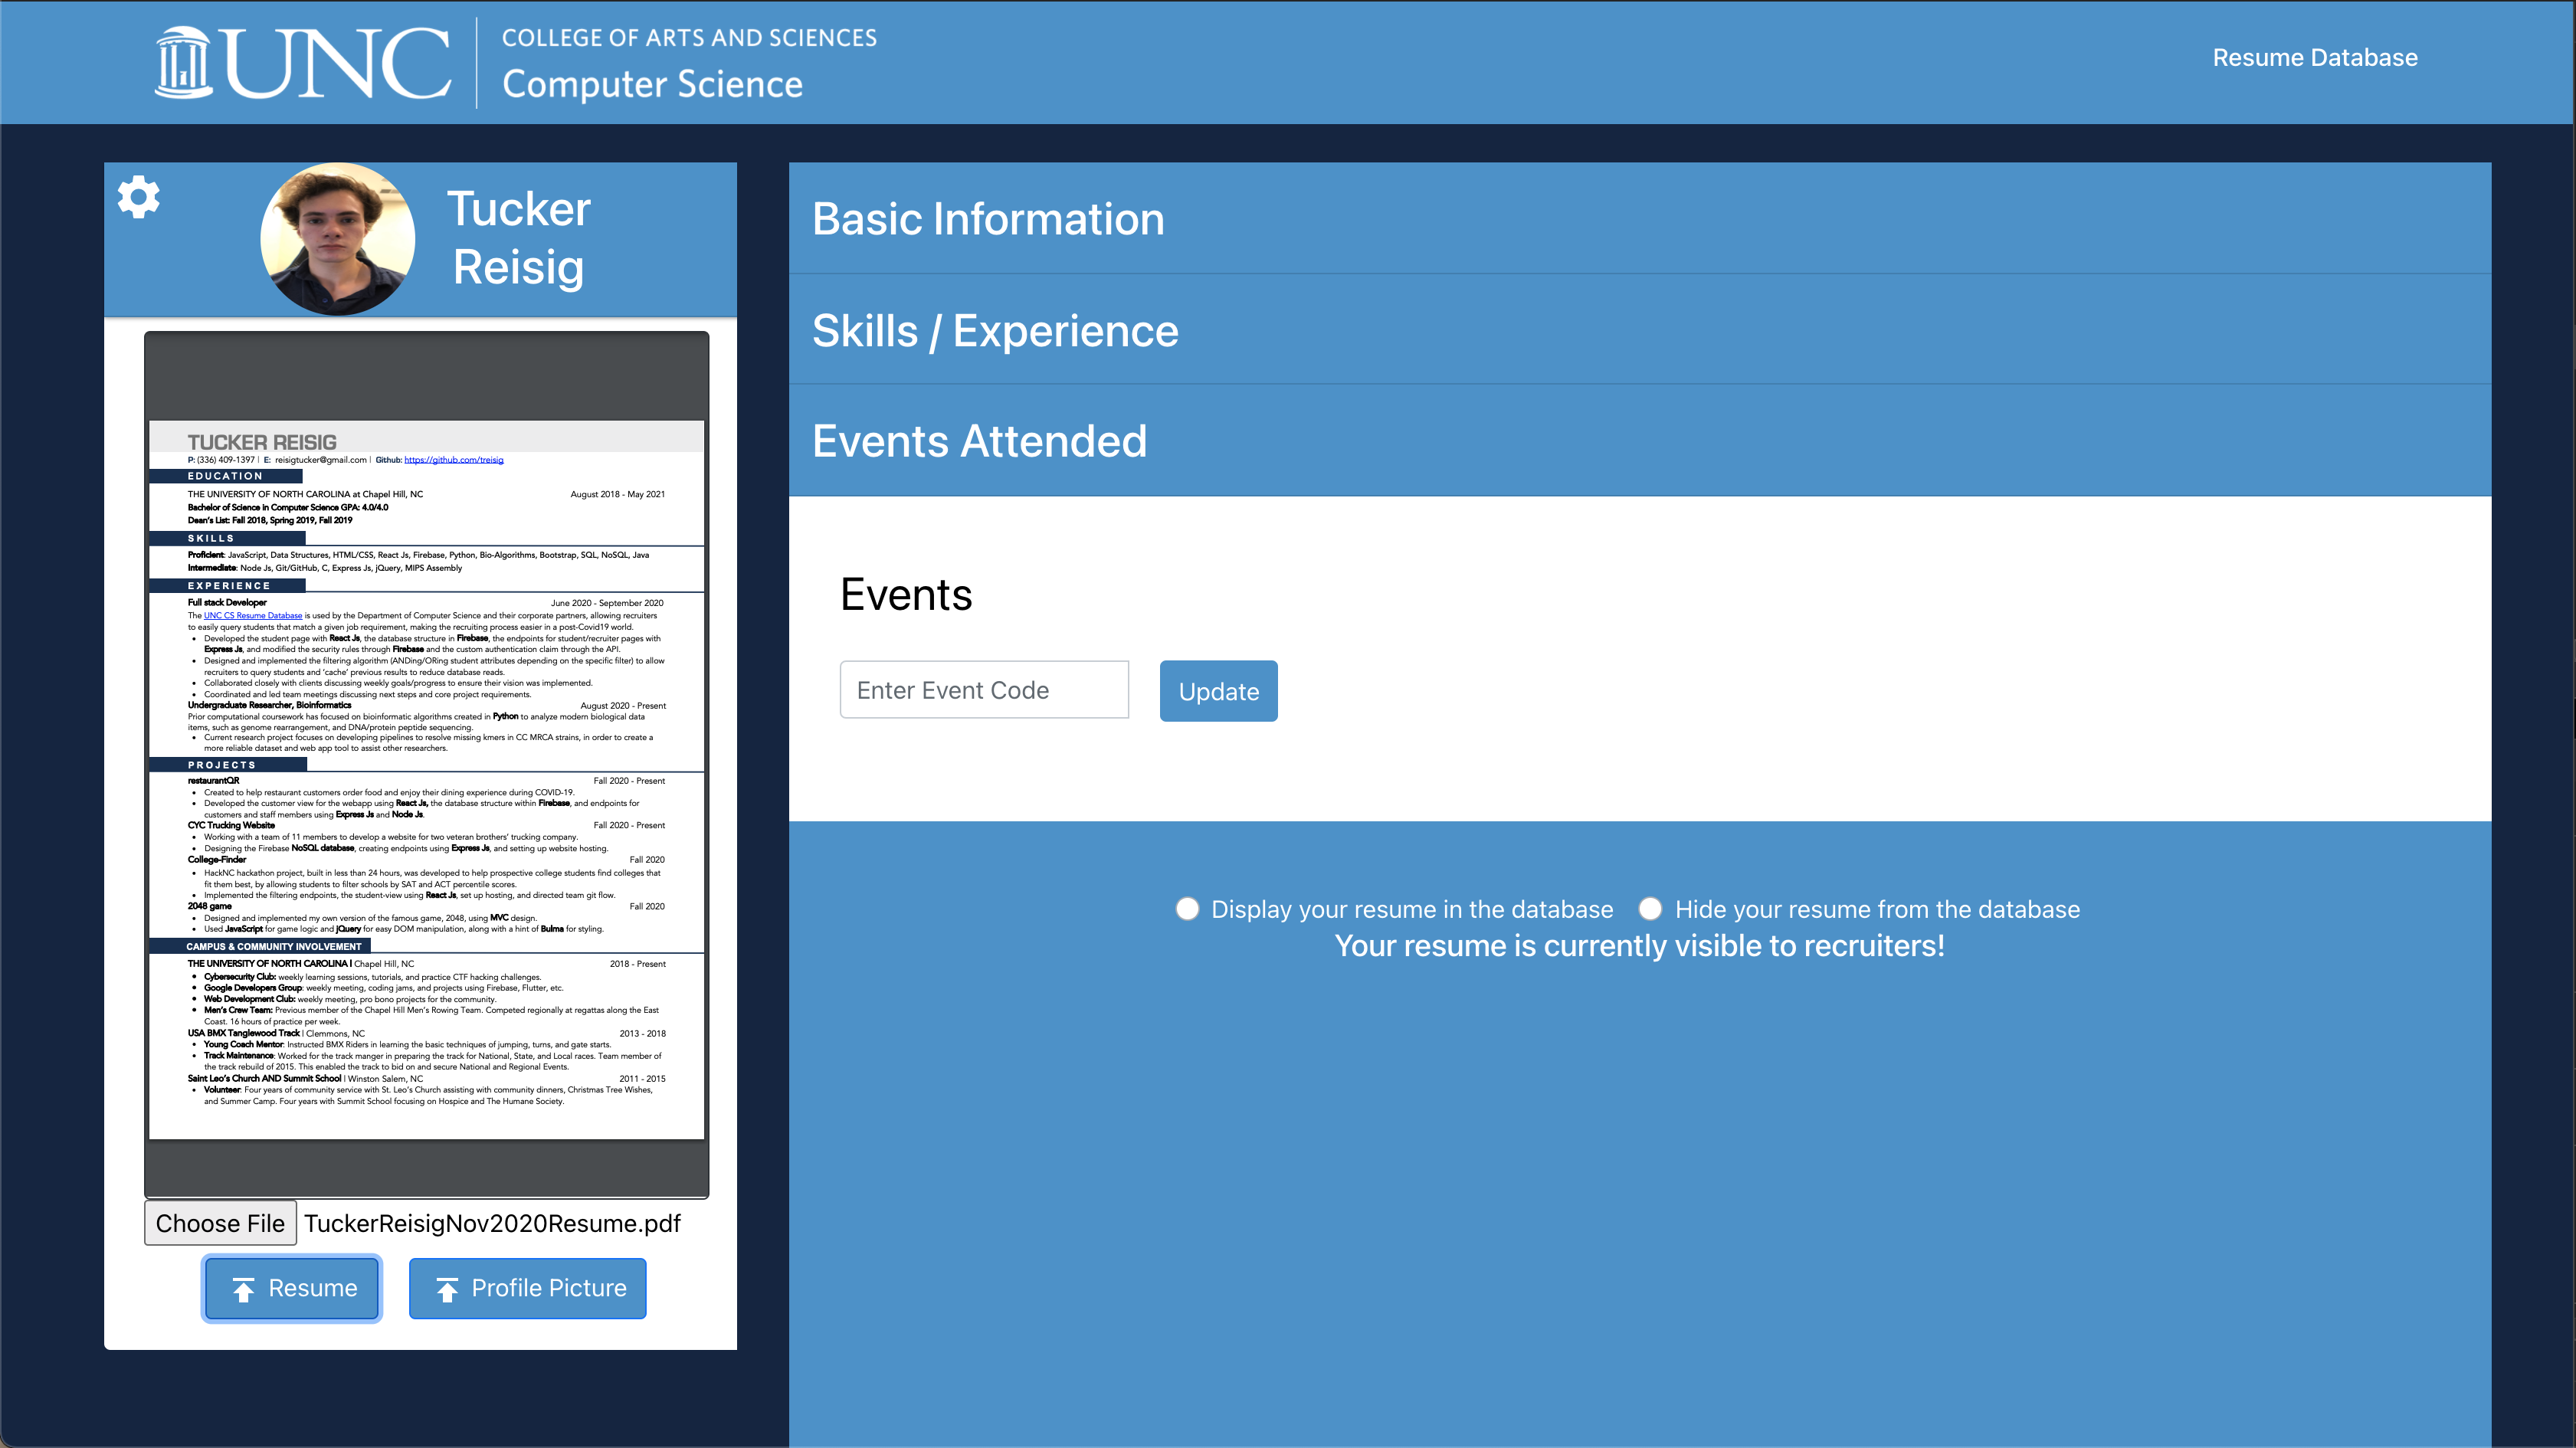 UNC
COLLEGE OF ARTS AND SCIENCES
Computer Science
Resume Database
Tucker
Reisig
TUCKER REISIG
P: (336) 409-1397 | E: reisigtucker@gmail.com | Github: https://github.com/treisig
EDUCATION
THE UNIVERSITY OF NORTH CAROLINA at Chapel Hill, NC August 2018 - May 2021
Bachelor of Science in Computer Science GPA: 4.0/4.0
Dean's List: Fall 2018, Spring 2019, Fall 2019
SKILLS
Proficient: JavaScript, Data Structures, HTML/CSS, React Js, Firebase, Python, Bio-Algorithms, Bootstrap, SQL, NoSQL, Java
Intermediate: Node Js, Git/GitHub, C, Express Js, jQuery, MIPS Assembly
EXPERIENCE
Full stack Developer June 2020 - September 2020
The UNC CS Resume Database is used by the Department of Computer Science and their corporate partners, allowing recruiters
to easily query students that match a given job requirement, making the recruiting process easier in a post-Covid19 world.
• Developed the student page with React Js, the database structure in Firebase, the endpoints for student/recruiter pages with
Express Js, and modified the security rules through Firebase and the custom authentication claim through the API.
• Designed and implemented the filtering algorithm (ANDing/ORing student attributes depending on the specific filter) to allow
recruiters to query students and 'cache' previous results to reduce database reads.
• Collaborated closely with clients discussing weekly goals/progress to ensure their vision was implemented.
• Coordinated and led team meetings discussing next steps and core project requirements.
Undergraduate Researcher, Bioinformatics August 2020 - Present
Prior computational coursework has focused on bioinformatic algorithms created in Python to analyze modern biological data
items, such as genome rearrangement, and DNA/protein peptide sequencing.
• Current research project focuses on developing pipelines to resolve missing kmers in CC MRCA strains, in order to create a
more reliable dataset and web app tool to assist other researchers.
PROJECTS
restaurantQR Fall 2020 - Present
• Created to help restaurant customers order food and enjoy their dining experience during COVID-19.
• Developed the customer view for the webapp using React Js, the database structure within Firebase, and endpoints for
customers and staff members using Express Js and Node Js.
CYC Trucking Website Fall 2020 - Present
• Working with a team of 11 members to develop a website for two veteran brothers' trucking company.
• Designing the Firebase NoSQL database, creating endpoints using Express Js, and setting up website hosting.
College-Finder Fall 2020
• HackNC hackathon project, built in less than 24 hours, was developed to help prospective college students find colleges that
fit them best, by allowing students to filter schools by SAT and ACT percentile scores.
• Implemented the filtering endpoints, the student-view using React Js, set up hosting, and directed team git flow.
2048 game Fall 2020
• Designed and implemented my own version of the famous game, 2048, using MVC design.
• Used JavaScript for game logic and jQuery for easy DOM manipulation, along with a hint of Bulma for styling.
CAMPUS & COMMUNITY INVOLVEMENT
THE UNIVERSITY OF NORTH CAROLINA | Chapel Hill, NC 2018 - Present
• Cybersecurity Club: weekly learning sessions, tutorials, and practice CTF hacking challenges.
• Google Developers Group: weekly meeting, coding jams, and projects using Firebase, Flutter, etc.
• Web Development Club: weekly meeting, pro bono projects for the community.
• Men's Crew Team: Previous member of the Chapel Hill Men's Rowing Team. Competed regionally at regattas along the East
Coast. 16 hours of practice per week.
USA BMX Tanglewood Track | Clemmons, NC 2013 - 2018
• Young Coach Mentor: Instructed BMX Riders in learning the basic techniques of jumping, turns, and gate starts.
• Track Maintenance: Worked for the track manger in preparing the track for National, State, and Local races. Team member of
the track rebuild of 2015. This enabled the track to bid on and secure National and Regional Events.
Saint Leo's Church AND Summit School | Winston Salem, NC 2011 - 2015
• Volunteer: Four years of community service with St. Leo's Church assisting with community dinners, Christmas Tree Wishes,
and Summer Camp. Four years with Summit School focusing on Hospice and The Humane Society.
Choose File TuckerReisigNov2020Resume.pdf
Resume Profile Picture
Basic Information
Skills / Experience
Events Attended
Events
Enter Event Code Update
Display your resume in the database Hide your resume from the database
Your resume is currently visible to recruiters!